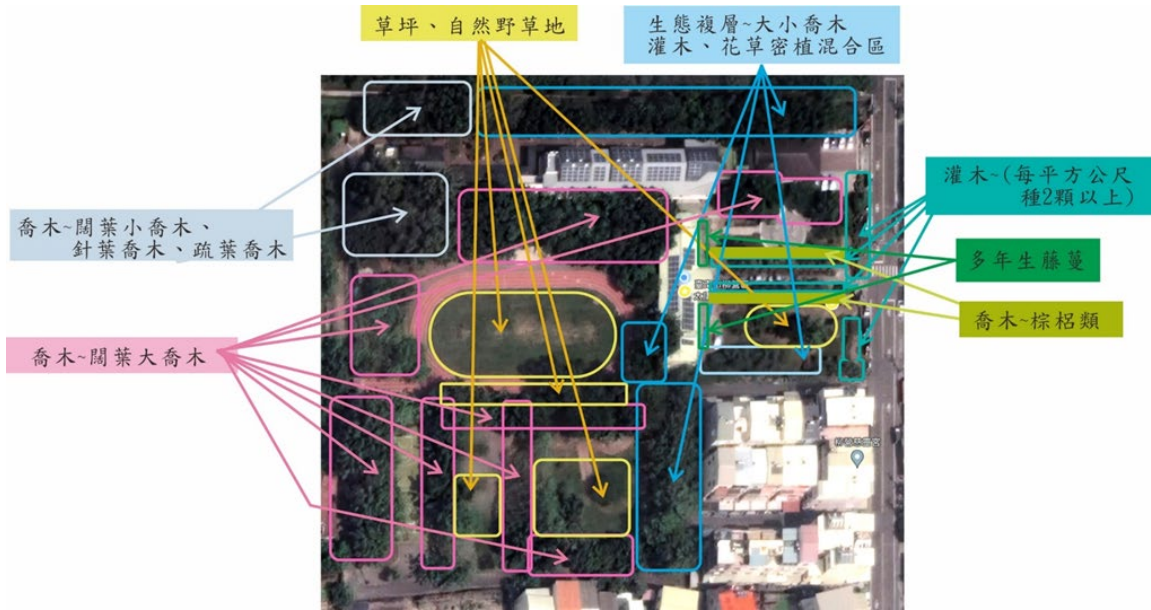 草坪、自然野草地
生態複層~大小喬木
灌木、花草密植混合區
灌木~(每平方公尺
種2顆以上)
喬木~闊葉小喬木、
針葉喬木、疏葉喬木
多年生藤蔓
喬木~棕梠類
喬木~闊葉大喬木